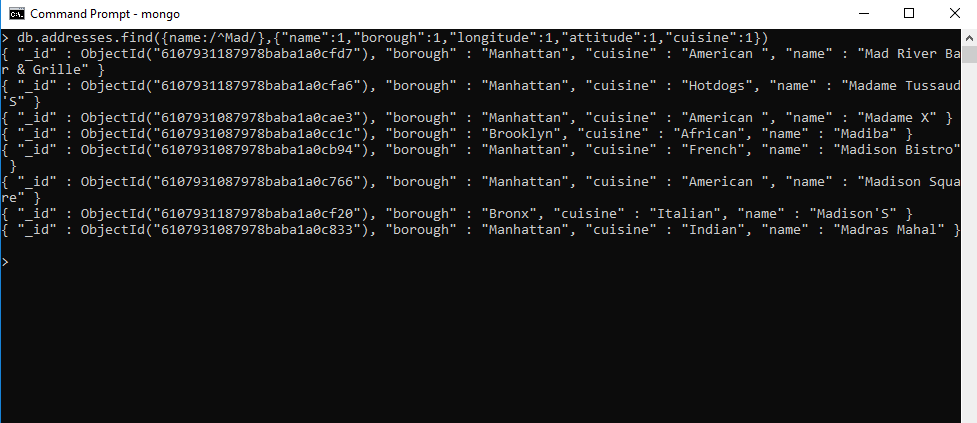 Command Prompt - mongo
> db.addresses.find({name:/^Mad/},{"name":1,"borough":1,"longitude":1,"attitude":1,"cuisine":1})
{ "_id" : ObjectId("6107931187978baba1a0cfd7"), "borough" : "Manhattan", "cuisine" : "American ", "name" : "Mad River Ba
r & Grille" }
{ "_id" : ObjectId("6107931187978baba1a0cfa6"), "borough" : "Manhattan", "cuisine" : "Hotdogs", "name" : "Madame Tussaud
'S" }
{ "_id" : ObjectId("6107931087978baba1a0cae3"), "borough" : "Manhattan", "cuisine" : "American ", "name" : "Madame X" }
{ "_id" : ObjectId("6107931087978baba1a0cc1c"), "borough" : "Brooklyn", "cuisine" : "African", "name" : "Madiba" }
{ "_id" : ObjectId("6107931087978baba1a0cb94"), "borough" : "Manhattan", "cuisine" : "French", "name" : "Madison Bistro"
 }
{ "_id" : ObjectId("6107931087978baba1a0c766"), "borough" : "Manhattan", "cuisine" : "American ", "name" : "Madison Squa
re" }
{ "_id" : ObjectId("6107931187978baba1a0cf20"), "borough" : "Bronx", "cuisine" : "Italian", "name" : "Madison'S" }
{ "_id" : ObjectId("6107931087978baba1a0c833"), "borough" : "Manhattan", "cuisine" : "Indian", "name" : "Madras Mahal" }
>